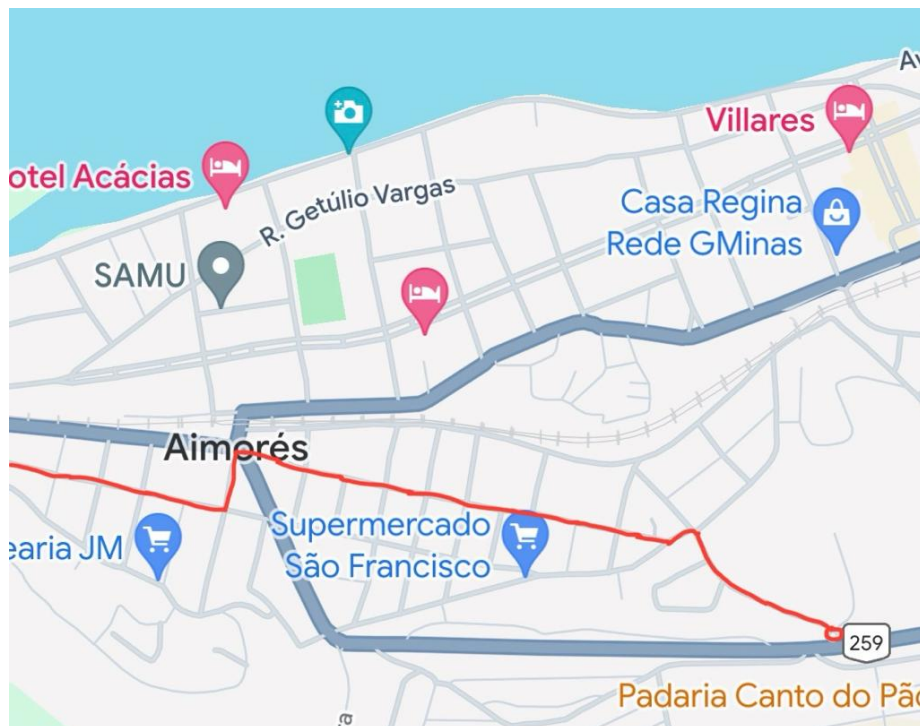 Av
Villares
otel Acácias
R. Getúlio Vargas
Casa Regina
Rede GMinas
SAMU
Aimorés
Supermercado
São Francisco
earia JM
259
Padaria Canto do Pão